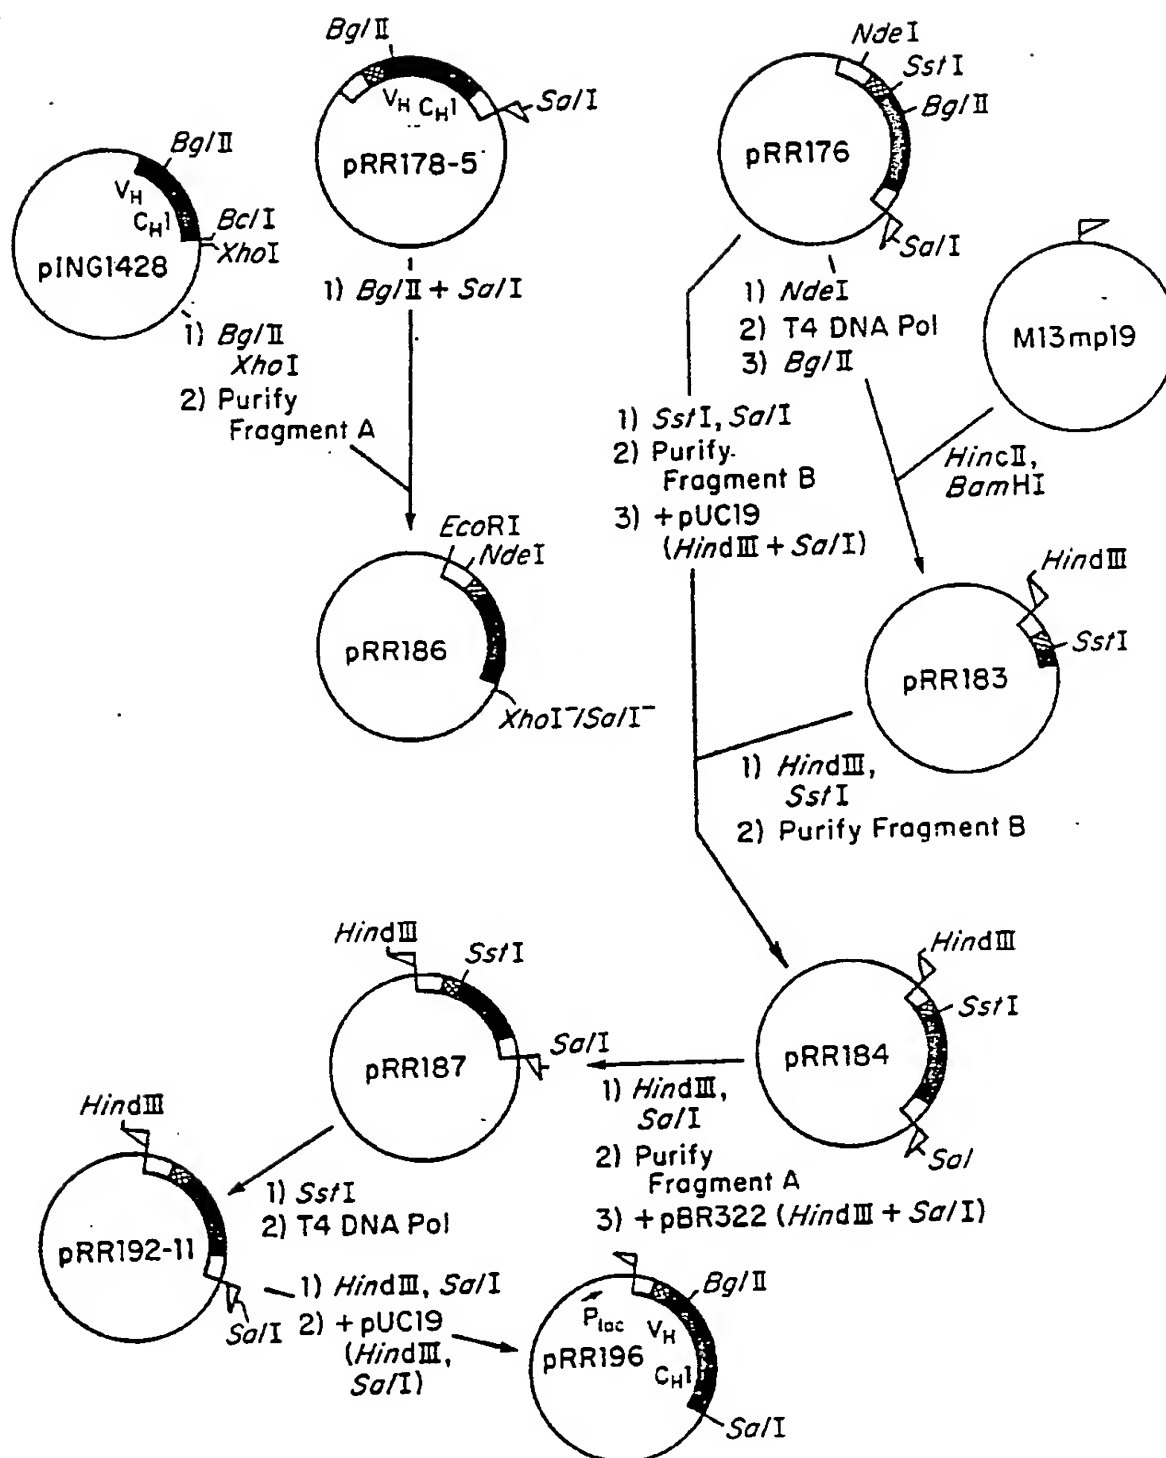 BglII
VH CH1
SalI
pRR178-5
1) BglII + SalI
BglII
VH
CH1
BclI
XhoI
pING1428
1) BglII
XhoI
2) Purify
Fragment A
EcoRI
NdeI
pRR186
XhoI⁻/SalI⁻
NdeI
SstI
BglII
pRR176
SalI
1) NdeI
2) T4 DNA Pol
3) BglII
M13mp19
HincII,
BamHI
1) SstI, SalI
2) Purify
Fragment B
3) +pUC19
(HindIII + SalI)
HindIII
SstI
pRR183
1) HindIII,
SstI
2) Purify Fragment B
HindIII
SstI
pRR184
Sal
1) HindIII,
SalI
2) Purify
Fragment A
3) +pBR322 (HindIII + SalI)
HindIII
SstI
pRR187
SalI
1) SstI
2) T4 DNA Pol
HindIII
pRR192-11
SalI
1) HindIII, SalI
2) +pUC19
(HindIII,
SalI)
BglII
Plac
VH
pRR196
CH1
SalI